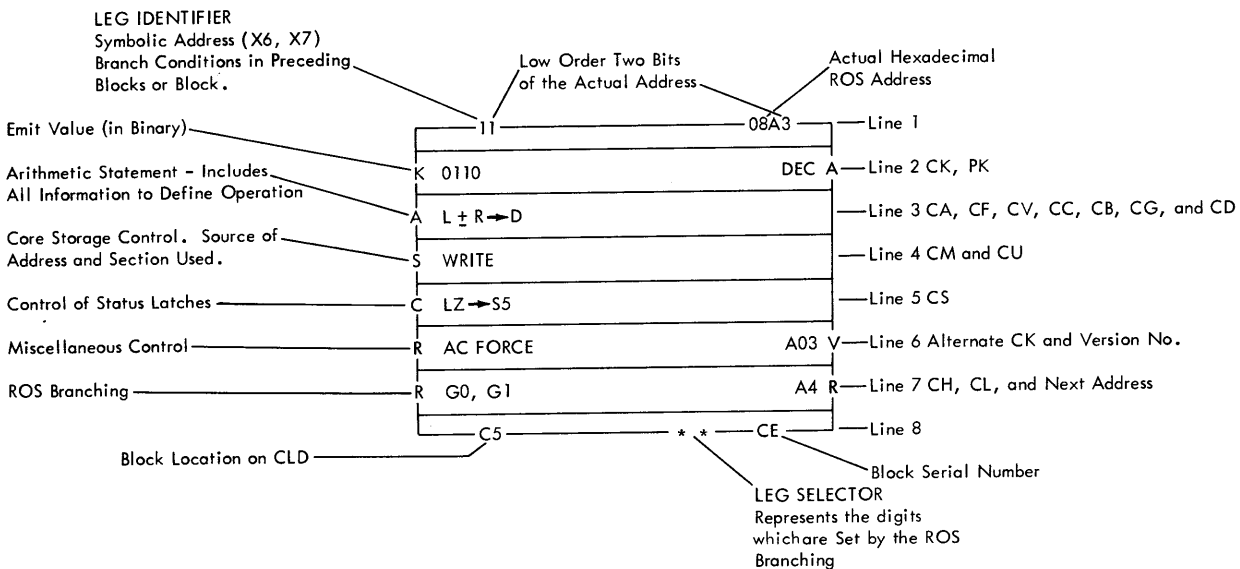 LEG IDENTIFIER
Symbolic Address (X6, X7)
Branch Conditions in Preceding
Blocks or Block.
Low Order Two Bits
of the Actual Address
Actual Hexadecimal
ROS Address
11
08A3
Line 1
Emit Value (in Binary)
K 0110
DEC A
Line 2 CK, PK
Arithmetic Statement - Includes
All Information to Define Operation
A L ± R→D
Line 3 CA, CF, CV, CC, CB, CG, and CD
Core Storage Control. Source of
Address and Section Used.
S WRITE
Line 4 CM and CU
Control of Status Latches
C LZ→S5
Line 5 CS
Miscellaneous Control
R AC FORCE
A03 V
Line 6 Alternate CK and Version No.
ROS Branching
R G0, G1
A4 R
Line 7 CH, CL, and Next Address
C5
* *
CE
Line 8
Block Location on CLD
Block Serial Number
LEG SELECTOR
Represents the digits
whichare Set by the ROS
Branching